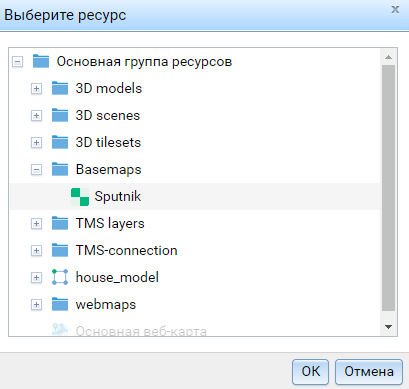 Выберите ресурс
Основная группа ресурсов
3D models
3D scenes
3D tilesets
Basemaps
Sputnik
TMS layers
TMS-connection
house_model
webmaps
Основная веб-карта
ОК
Отмена